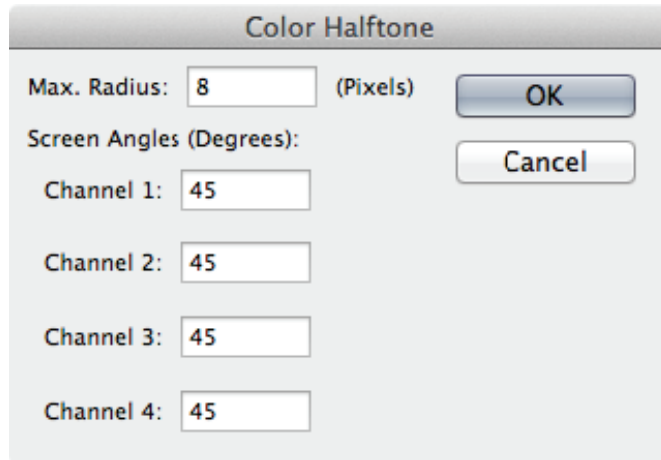 Color Halftone
Max. Radius: 8 (Pixels) OK
Screen Angles (Degrees):
Cancel
Channel 1: 45
Channel 2: 45
Channel 3: 45
Channel 4: 45